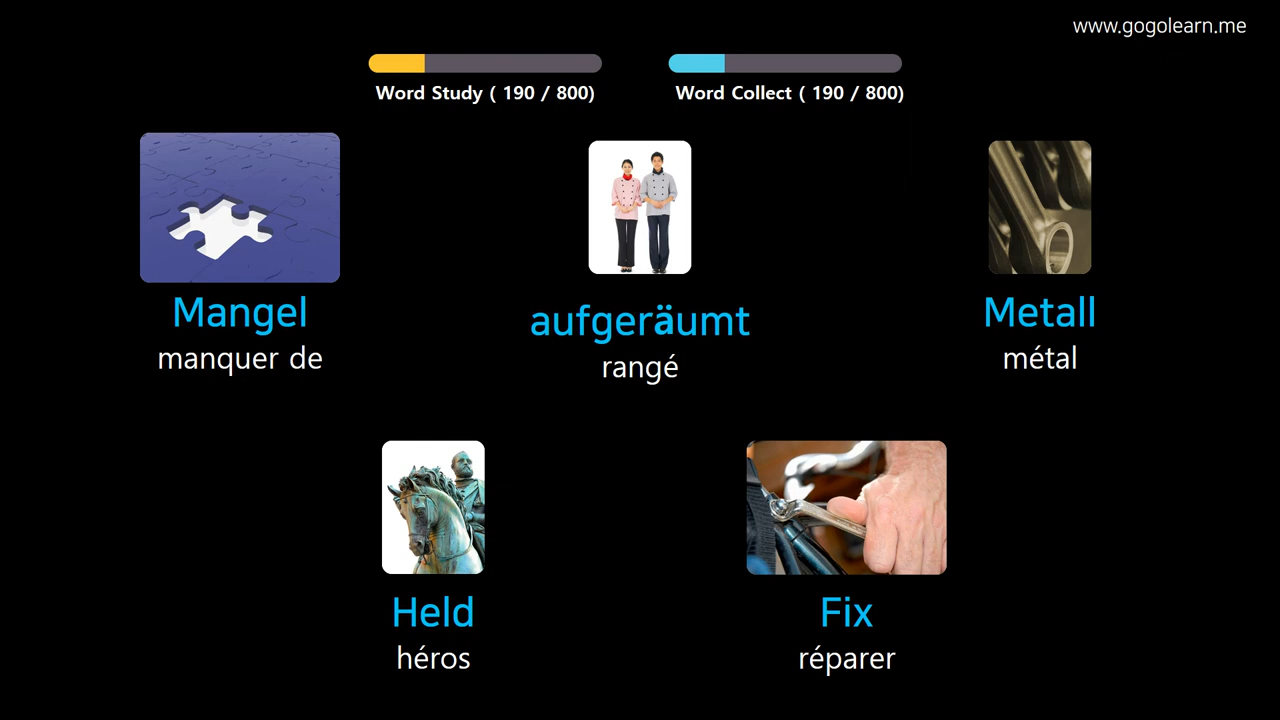 www.gogolearn.me
Word Study ( 190 / 800)
Word Collect ( 190 / 800)
Mangel
manquer de
aufgeräumt
rangé
Metall
métal
Held
héros
Fix
réparer